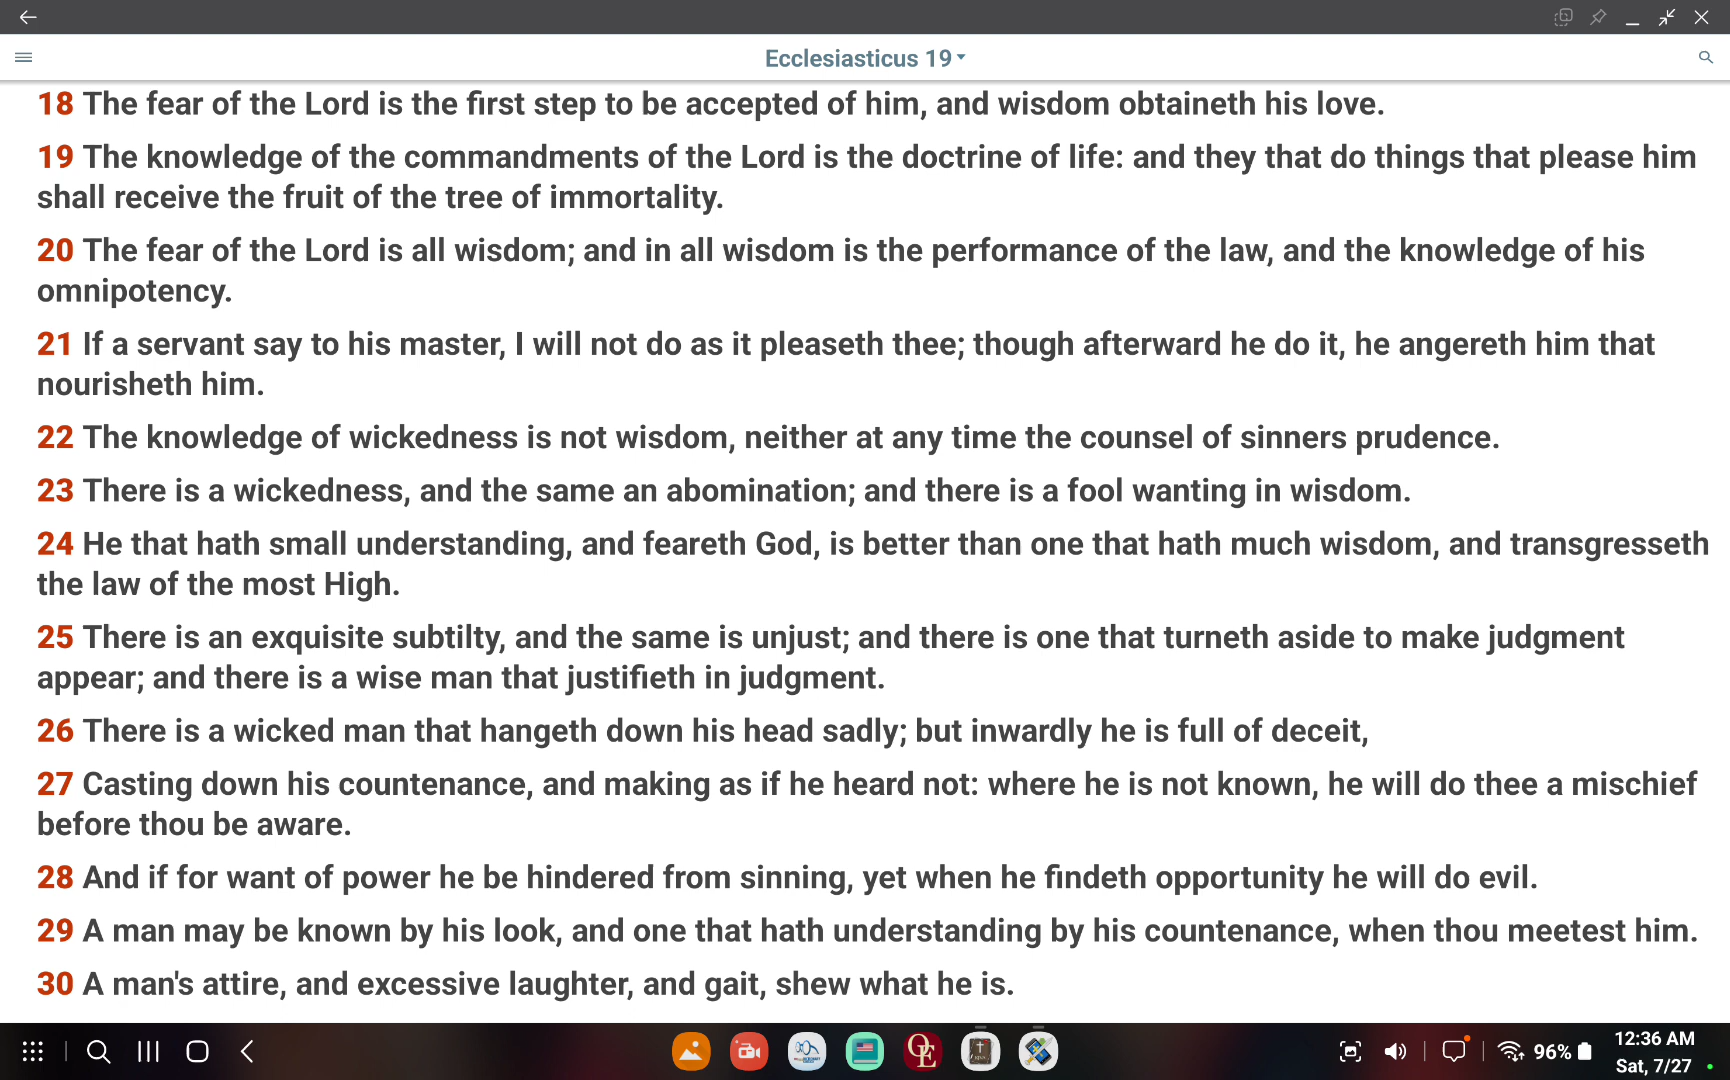 Ecclesiasticus 19
18 The fear of the Lord is the first step to be accepted of him, and wisdom obtaineth his love.
19 The knowledge of the commandments of the Lord is the doctrine of life: and they that do things that please him
shall receive the fruit of the tree of immortality.
20 The fear of the Lord is all wisdom; and in all wisdom is the performance of the law, and the knowledge of his
omnipotency.
21 If a servant say to his master, I will not do as it pleaseth thee; though afterward he do it, he angereth him that
nourisheth him.
22 The knowledge of wickedness is not wisdom, neither at any time the counsel of sinners prudence.
23 There is a wickedness, and the same an abomination; and there is a fool wanting in wisdom.
24 He that hath small understanding, and feareth God, is better than one that hath much wisdom, and transgresseth
the law of the most High.
25 There is an exquisite subtilty, and the same is unjust; and there is one that turneth aside to make judgment
appear; and there is a wise man that justifieth in judgment.
26 There is a wicked man that hangeth down his head sadly; but inwardly he is full of deceit,
27 Casting down his countenance, and making as if he heard not: where he is not known, he will do thee a mischief
before thou be aware.
28 And if for want of power he be hindered from sinning, yet when he findeth opportunity he will do evil.
29 A man may be known by his look, and one that hath understanding by his countenance, when thou meetest him.
30 A man's attire, and excessive laughter, and gait, shew what he is.
OE
96%
12:36 AM
Sat, 7/27